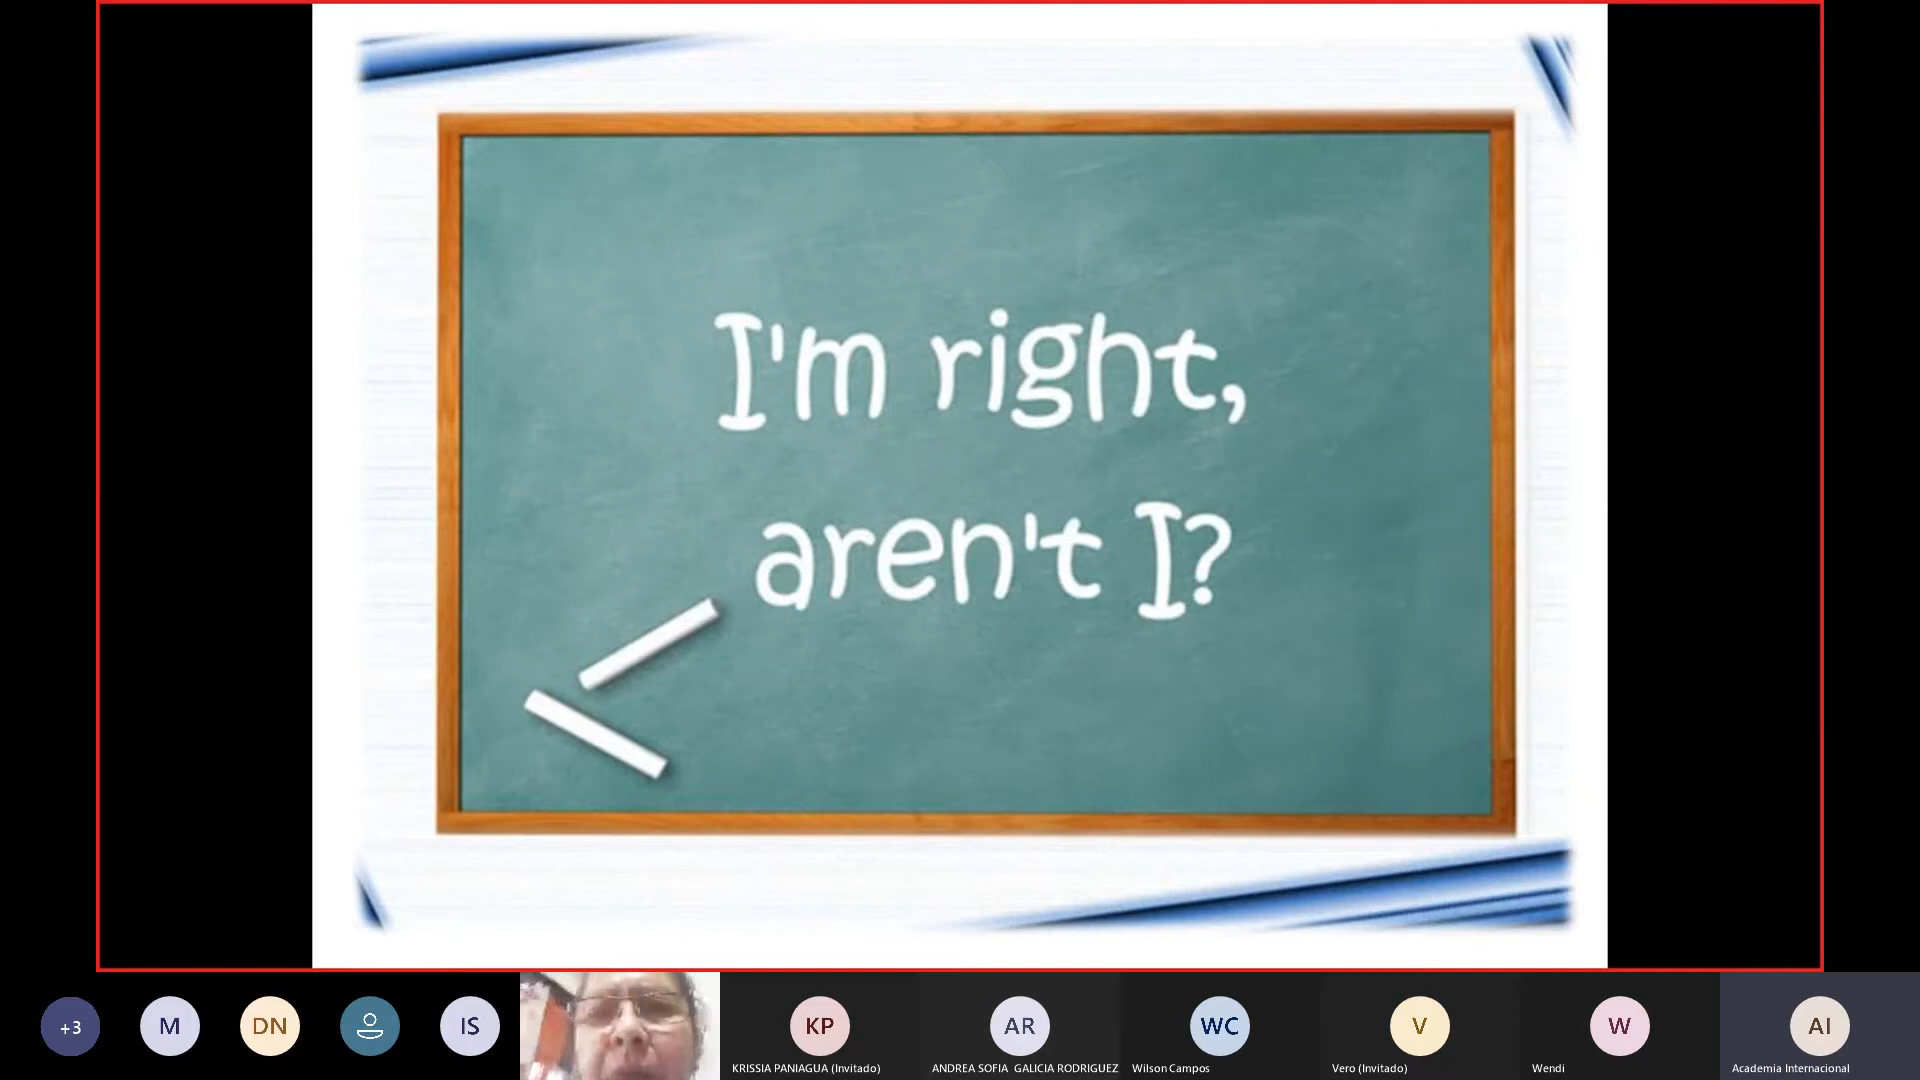 I'm right,
aren't I?
+3
M
DN
IS
KP
AR
WC
V
W
AI
KRISSIA PANIAGUA (Invitado)
ANDREA SOFIA GALICIA RODRIGUEZ
Wilson Campos
Vero (Invitado)
Wendi
Academia Internacional